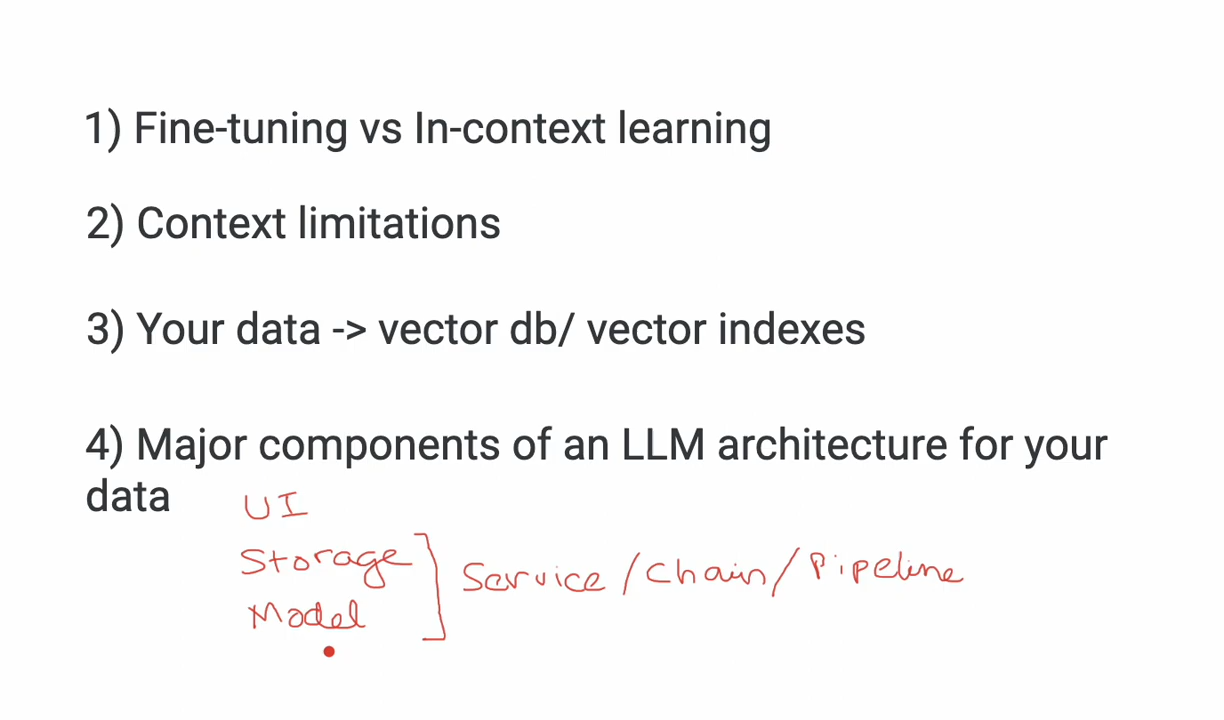 1) Fine-tuning vs In-context learning
2) Context limitations
3) Your data -> vector db/ vector indexes
4) Major components of an LLM architecture for your
data
UI
Storage
Service / Chain / Pipeline
Model